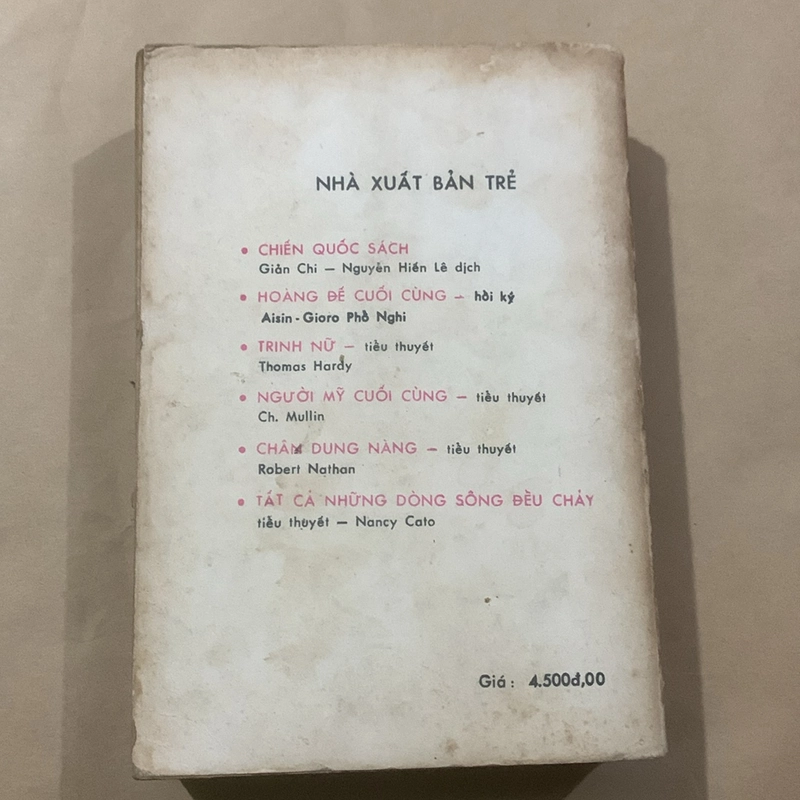 NHÀ XUẤT BẢN TRẺ
• CHIẾN QUỐC SÁCH
Giản Chi — Nguyễn Hiến Lê dịch
• HOÀNG ĐẾ CUỐI CÙNG — hồi ký
Aisin - Gioro Phổ Nghi
• TRINH NỮ — tiểu thuyết
Thomas Hardy
• NGƯỜI MỸ CUỐI CÙNG — tiểu thuyết
Ch. Mullin
• CHÂN DUNG NÀNG — tiểu thuyết
Robert Nathan
• TẤT CẢ NHỮNG DÒNG SÔNG ĐỀU CHẢY
tiểu thuyết — Nancy Cato
Giá : 4.500đ,00